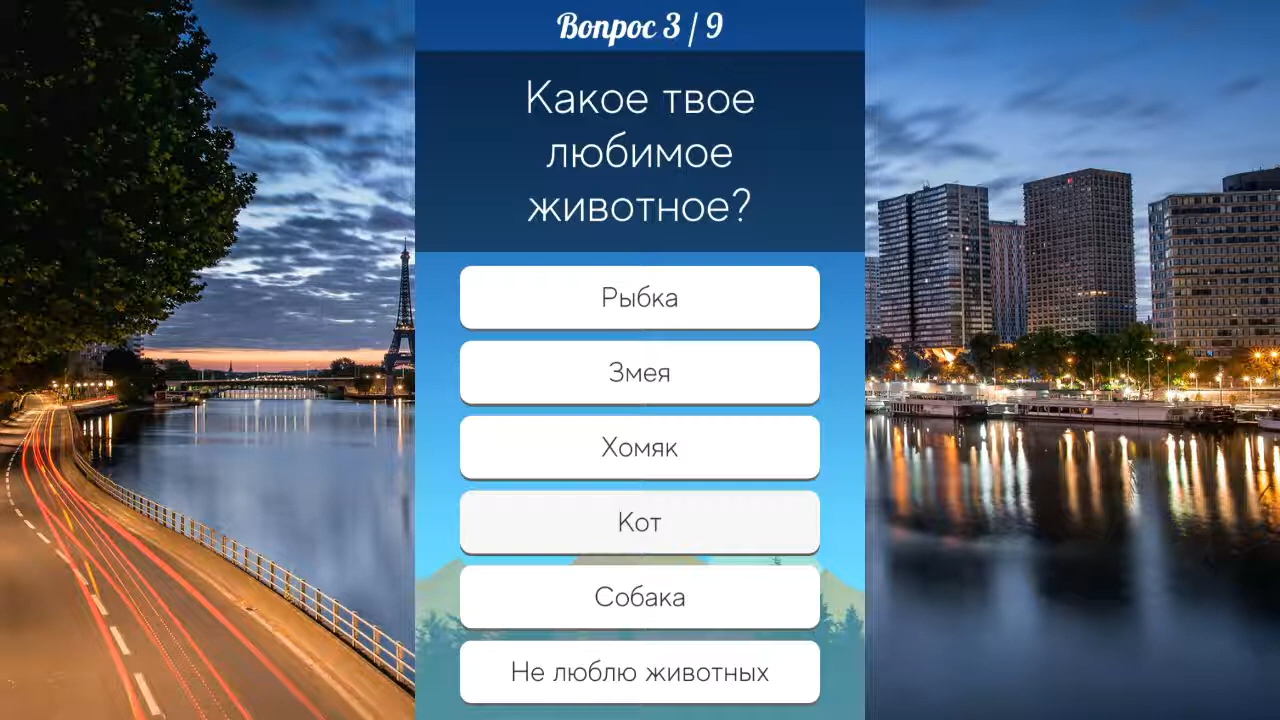 Вопрос 3 / 9
Какое твое
любимое
животное?
Рыбка
Змея
Хомяк
Кот
Собака
Не люблю животных